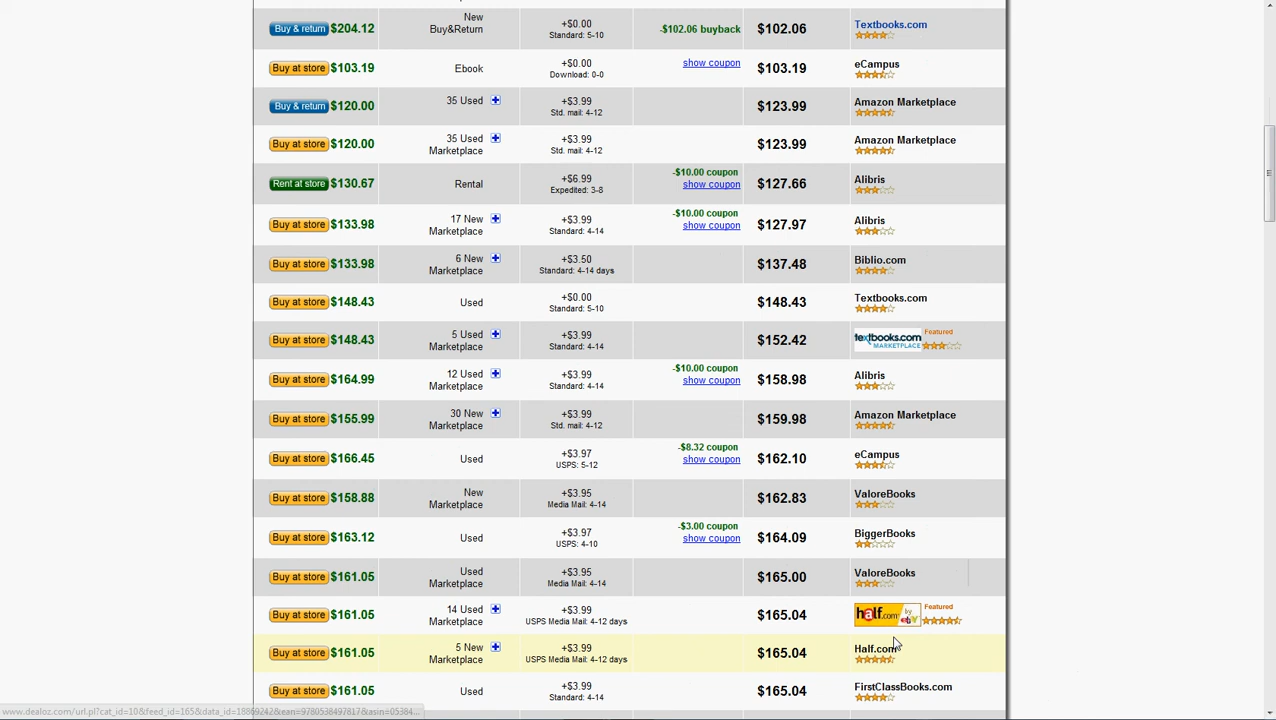 Buy & return $204.12 New +$0.00 -$102.06 buyback $102.06 Textbooks.com
Buy&Return Standard: 5-10
Buy at store $103.19 Ebook +$0.00 show coupon $103.19 eCampus
Download: 0-0
Buy & return $120.00 35 Used +$3.99 $123.99 Amazon Marketplace
Std. mail: 4-12
Buy at store $120.00 35 Used +$3.99 $123.99 Amazon Marketplace
Marketplace Std. mail: 4-12
Rent at store $130.67 Rental +$6.99 -$10.00 coupon $127.66 Alibris
Expedited: 3-8 show coupon
Buy at store $133.98 17 New +$3.99 -$10.00 coupon $127.97 Alibris
Marketplace Standard: 4-14 show coupon
Buy at store $133.98 6 New +$3.50 $137.48 Biblio.com
Marketplace Standard: 4-14 days
Buy at store $148.43 Used +$0.00 $148.43 Textbooks.com
Standard: 5-10
Buy at store $148.43 5 Used +$3.99 $152.42 textbooks.com Featured
Marketplace Standard: 4-14 MARKETPLACE
Buy at store $164.99 12 Used +$3.99 -$10.00 coupon $158.98 Alibris
Marketplace Standard: 4-14 show coupon
Buy at store $155.99 30 New +$3.99 $159.98 Amazon Marketplace
Marketplace Std. mail: 4-12
Buy at store $166.45 Used +$3.97 -$8.32 coupon $162.10 eCampus
USPS: 5-12 show coupon
Buy at store $158.88 New +$3.95 $162.83 ValoreBooks
Marketplace Media Mail: 4-14
Buy at store $163.12 Used +$3.97 -$3.00 coupon $164.09 BiggerBooks
USPS: 4-10 show coupon
Buy at store $161.05 Used +$3.95 $165.00 ValoreBooks
Marketplace Media Mail: 4-14
Buy at store $161.05 14 Used +$3.99 $165.04 half.com by ebY Featured
Marketplace USPS Media Mail: 4-12 days
Buy at store $161.05 5 New +$3.99 $165.04 Half.com
Marketplace USPS Media Mail: 4-12 days
Buy at store $161.05 Used +$3.99 $165.04 FirstClassBooks.com
Standard: 4-14
www.dealoz.com/url.pl?cat_id=10&feed_id=165&data_id=18869242&ean=9780538497817&asin=05384...